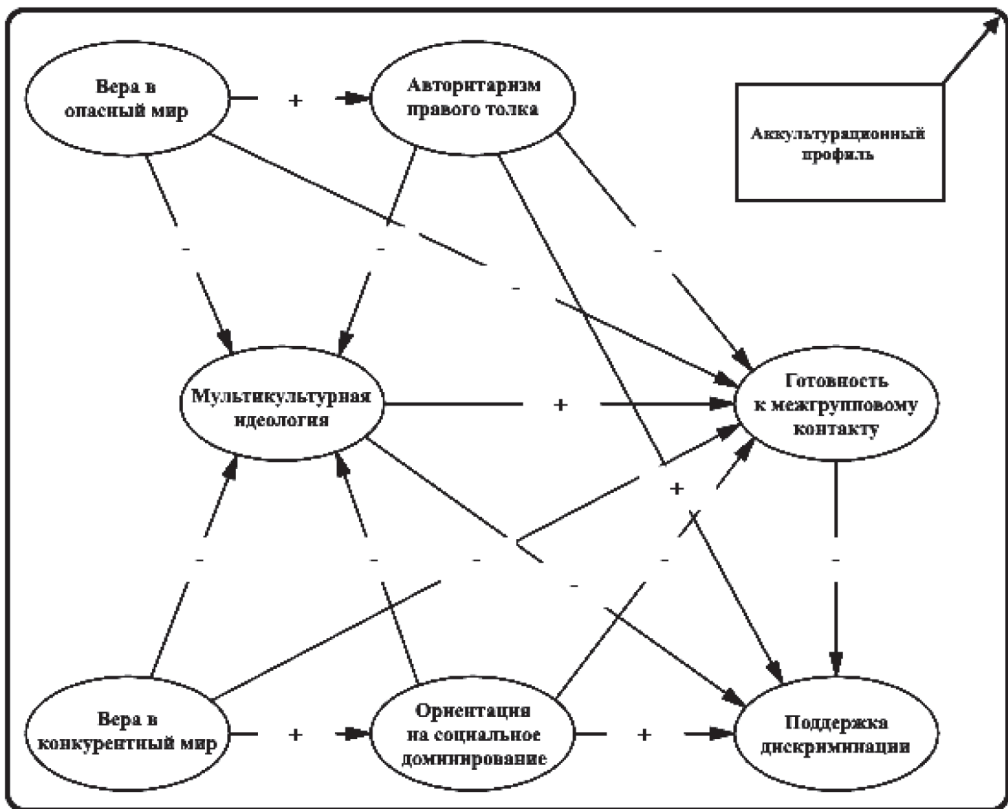 Вера в
опасный мир
+
Авторитаризм
правого толка
Аккультурационный
профиль
-
-
-
-
Мультикультурная
идеология
+
Готовность
к межгрупповому
контакту
+
-
-
-
-
-
-
Вера в
конкурентный мир
+
Ориентация
на социальное
доминирование
+
Поддержка
дискриминации